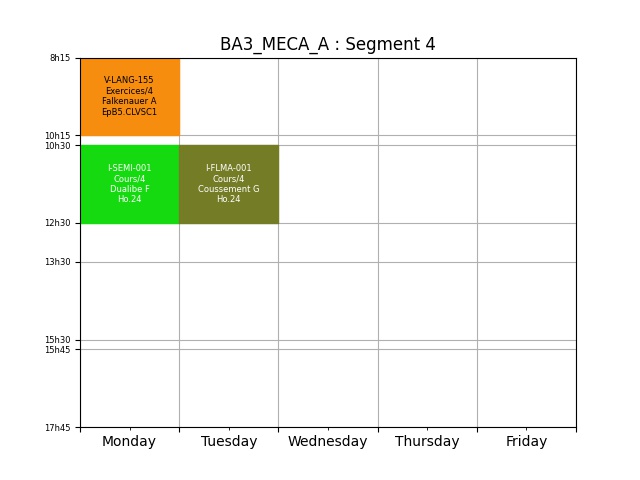 BA3_MECA_A : Segment 4
8h15
V-LANG-155
Exercices/4
Falkenauer A
EpB5.CLVSC1
10h15
10h30
I-SEMI-001
Cours/4
Dualibe F
Ho.24
I-FLMA-001
Cours/4
Coussement G
Ho.24
12h30
13h30
15h30
15h45
17h45
Monday
Tuesday
Wednesday
Thursday
Friday